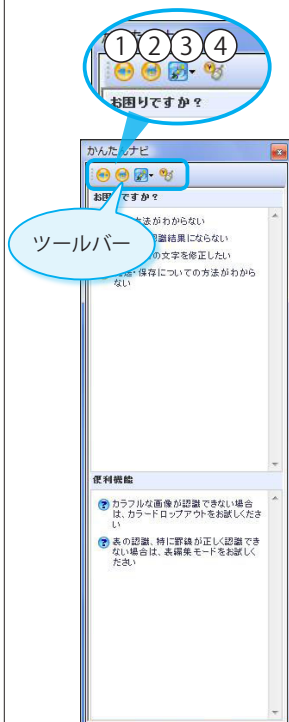 ①②③④
お困りですか？
かんたんナビ
お困りですか？
方法がわからない
認識結果にならない
の文字を修正したい
ツールバー
保存についての方法がわから
ない
便利機能
カラフルな画像が認識できない場合
は、カラードロップアウトをお試しくださ
い
表の認識、特に罫線が正しく認識でき
ない場合は、表編集モードをお試しく
ださい